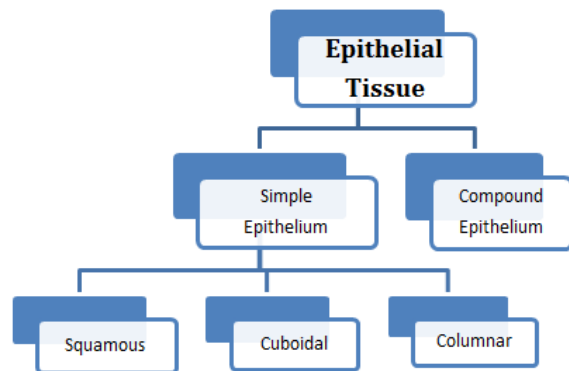 Epithelial
Tissue
Simple
Epithelium
Compound
Epithelium
Squamous
Cuboidal
Columnar